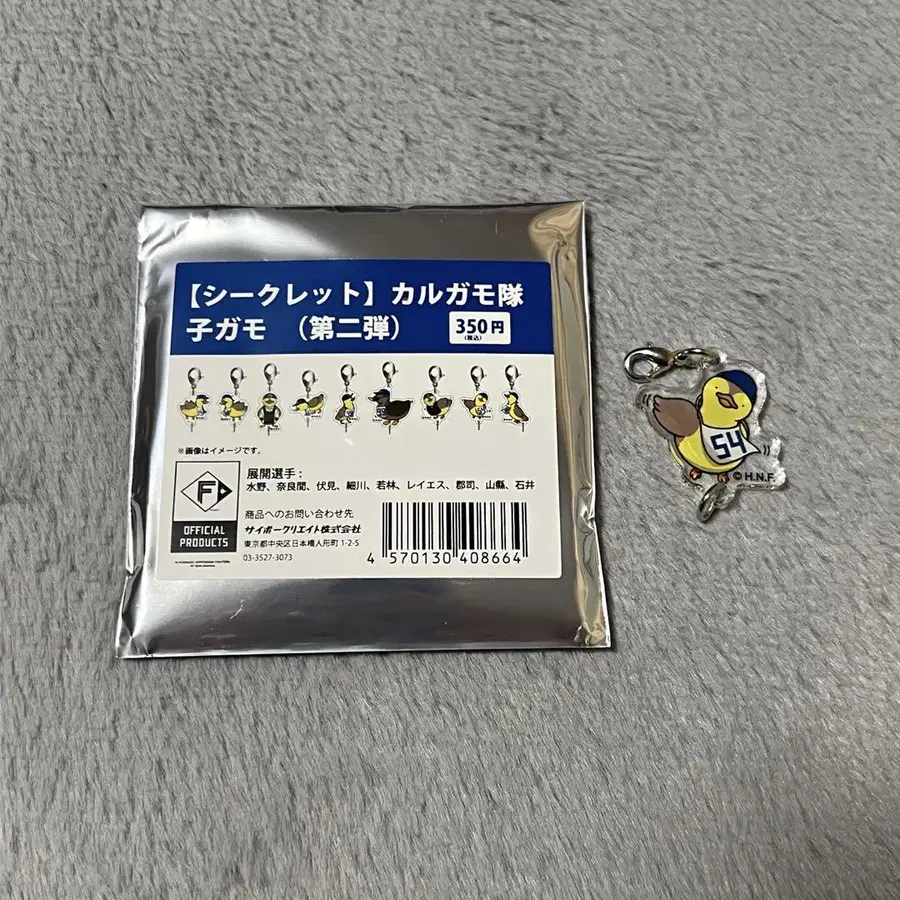 【シークレット】カルガモ隊
子ガモ （第二弾）
350円
(税込)
※画像はイメージです。
展開選手：
水野、奈良間、伏見、細川、若林、レイエス、郡司、山縣、石井
F
OFFICIAL
PRODUCTS
商品へのお問い合わせ先
サイボークリエイト株式会社
東京都中央区日本橋人形町 1-2-5
03-3527-3073
4 570130 408664
54
© H.N.F.